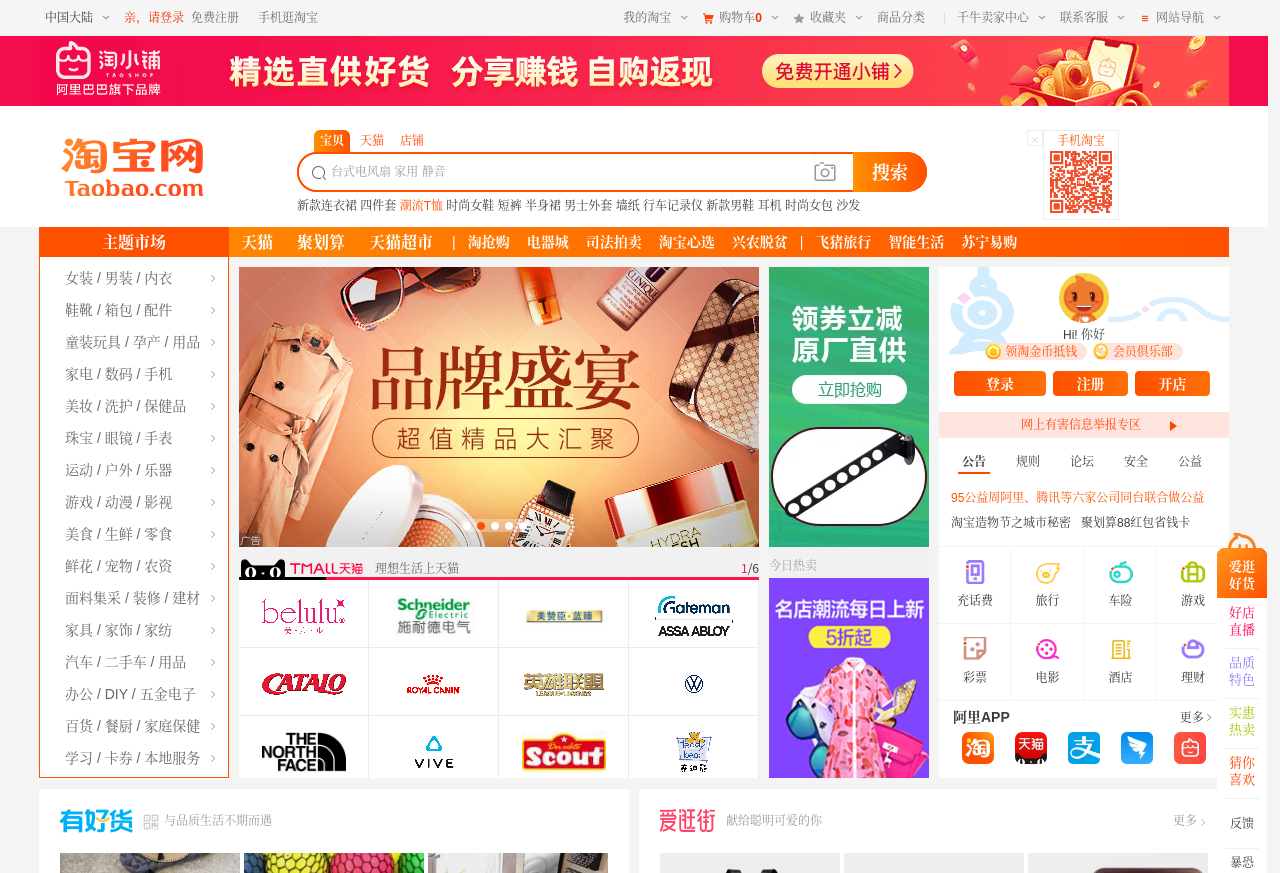 中国大陆 亲，请登录 免费注册 手机逛淘宝 我的淘宝 购物车0 收藏夹 商品分类 千牛卖家中心 联系客服 网站导航
淘小铺
TAO SHOP
阿里巴巴旗下品牌
精选直供好货 分享赚钱 自购返现
免费开通小铺
淘宝网
Taobao.com
宝贝 天猫 店铺
台式电风扇 家用 静音
搜索
新款连衣裙 四件套 潮流T恤 时尚女鞋 短裤 半身裙 男士外套 墙纸 行车记录仪 新款男鞋 耳机 时尚女包 沙发
手机淘宝
主题市场 天猫 聚划算 天猫超市 | 淘抢购 电器城 司法拍卖 淘宝心选 兴农脱贫 | 飞猪旅行 智能生活 苏宁易购
女装 / 男装 / 内衣
鞋靴 / 箱包 / 配件
童装玩具 / 孕产 / 用品
家电 / 数码 / 手机
美妆 / 洗护 / 保健品
珠宝 / 眼镜 / 手表
运动 / 户外 / 乐器
游戏 / 动漫 / 影视
美食 / 生鲜 / 零食
鲜花 / 宠物 / 农资
面料集采 / 装修 / 建材
家具 / 家饰 / 家纺
汽车 / 二手车 / 用品
办公 / DIY / 五金电子
百货 / 餐厨 / 家庭保健
学习 / 卡券 / 本地服务
品牌盛宴
超值精品大汇聚
广告
TMALL天猫 理想生活上天猫 1/6
belulu
美·六·儿
Schneider
Electric
施耐德电气
美赞臣·蓝臻
Gateman
ASSA ABLOY
CATALO
ROYAL CANIN
英雄联盟
LEAGUE of LEGENDS
THE
NORTH
FACE
VIVE
Scout
领券立减
原厂直供
立即抢购
今日热卖
名店潮流每日上新
5折起
Hi! 你好
领淘金币抵钱 会员俱乐部
登录 注册 开店
网上有害信息举报专区
公告 规则 论坛 安全 公益
95公益周阿里、腾讯等六家公司同台联合做公益
淘宝造物节之城市秘密 聚划算88红包省钱卡
充话费 旅行 车险 游戏
彩票 电影 酒店 理财
阿里APP 更多
淘 天猫 支
爱逛
好货
好店
直播
品质
特色
实惠
热卖
猜你
喜欢
反馈
暴恐
有好货 与品质生活不期而遇
爱逛街 献给聪明可爱的你 更多